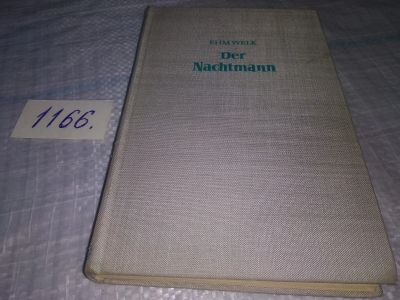 1166.
EHM WELK
Der
Nachtmann